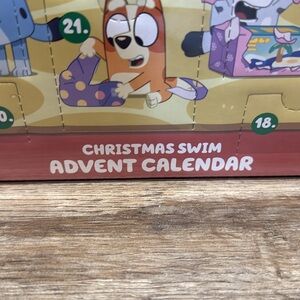 21.
18.
CHRISTMAS SWIM
ADVENT CALENDAR